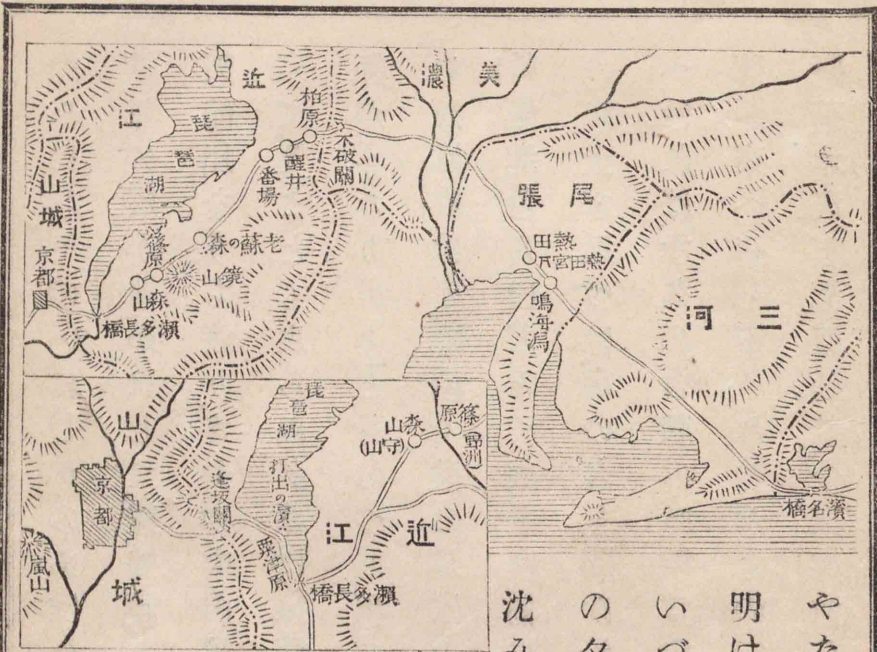 美濃
近江
尾張
三河
山城
京都
琵琶湖
柏原
不破關
醒井
番場
老蘇の森
鏡山
篠原
森山
瀬多長橋
熱田
熱田宮
鳴海潟
濱名橋
山城
京都
嵐山
琵琶湖
打出の濱
逢坂關
粟津原
近江
瀬多長橋
森山
(守山)
篠原
野洲
やた
明け
いづ
の夕
沈み